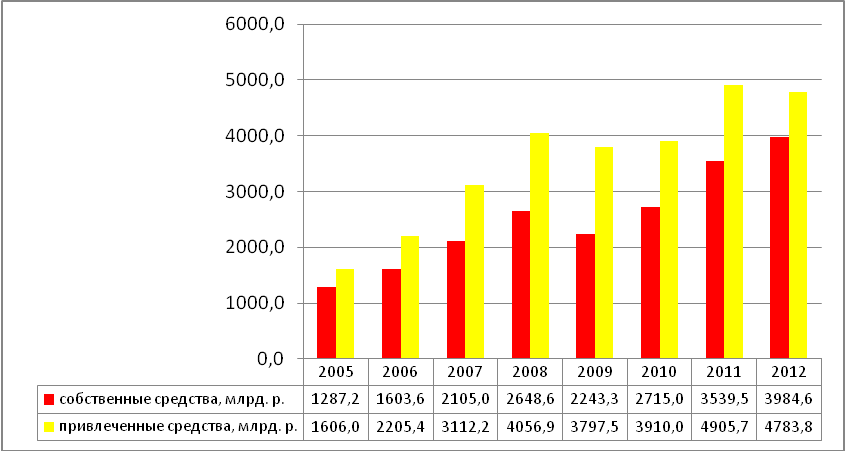 6000,0
5000,0
4000,0
3000,0
2000,0
1000,0
0,0
2005 2006 2007 2008 2009 2010 2011 2012
собственные средства, млрд. р. 1287,2 1603,6 2105,0 2648,6 2243,3 2715,0 3539,5 3984,6
привлеченные средства, млрд. р. 1606,0 2205,4 3112,2 4056,9 3797,5 3910,0 4905,7 4783,8